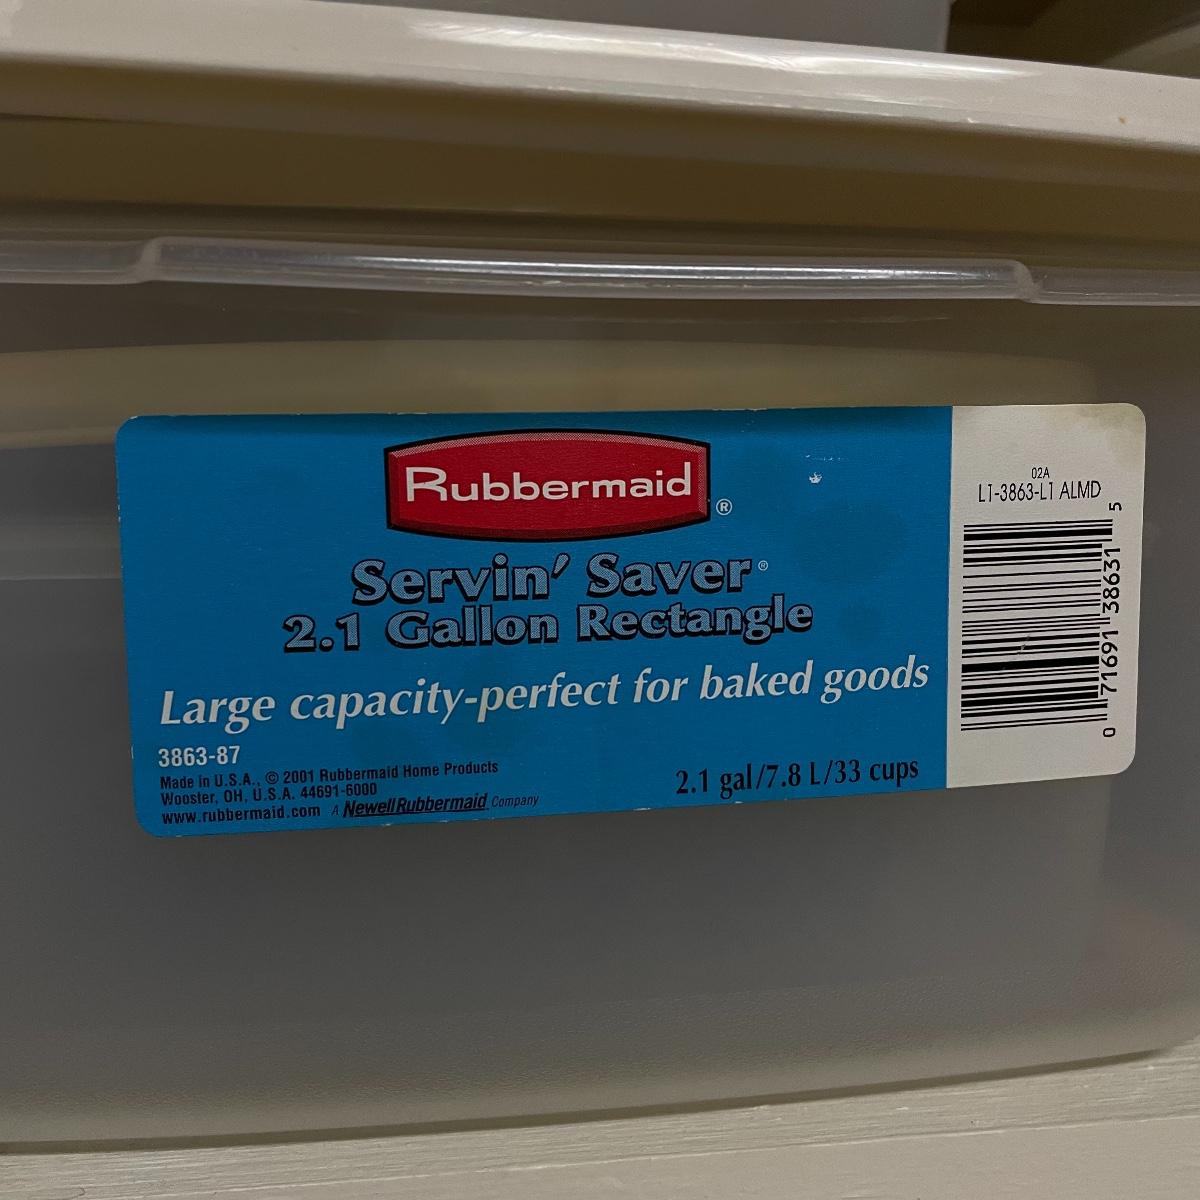 Rubbermaid®
Servin' Saver®
2.1 Gallon Rectangle
Large capacity-perfect for baked goods
3863-87
Made in U.S.A., © 2001 Rubbermaid Home Products
Wooster, OH, U.S.A. 44691-6000
www.rubbermaid.com A NewellRubbermaid Company
2.1 gal/7.8 L/33 cups
02A
L1-3863-L1 ALMD
0 71691 38631 5